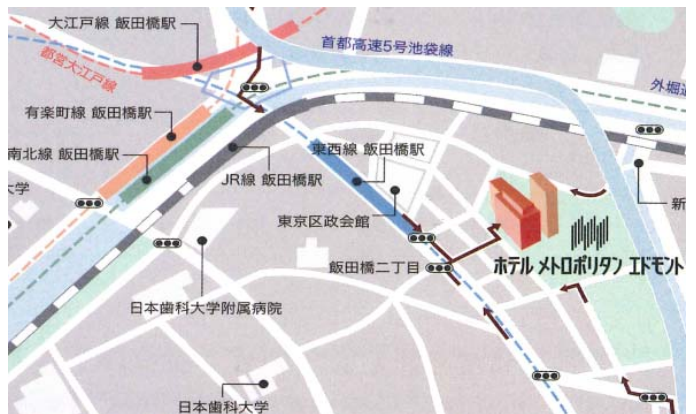 大江戸線 飯田橋駅
首都高速5号池袋線
都営大江戸線
外堀通
有楽町線 飯田橋駅
南北線 飯田橋駅
東西線 飯田橋駅
大学
JR線 飯田橋駅
新
東京区政会館
飯田橋二丁目
ホテル メトロポリタン エドモント
日本歯科大学附属病院
日本歯科大学